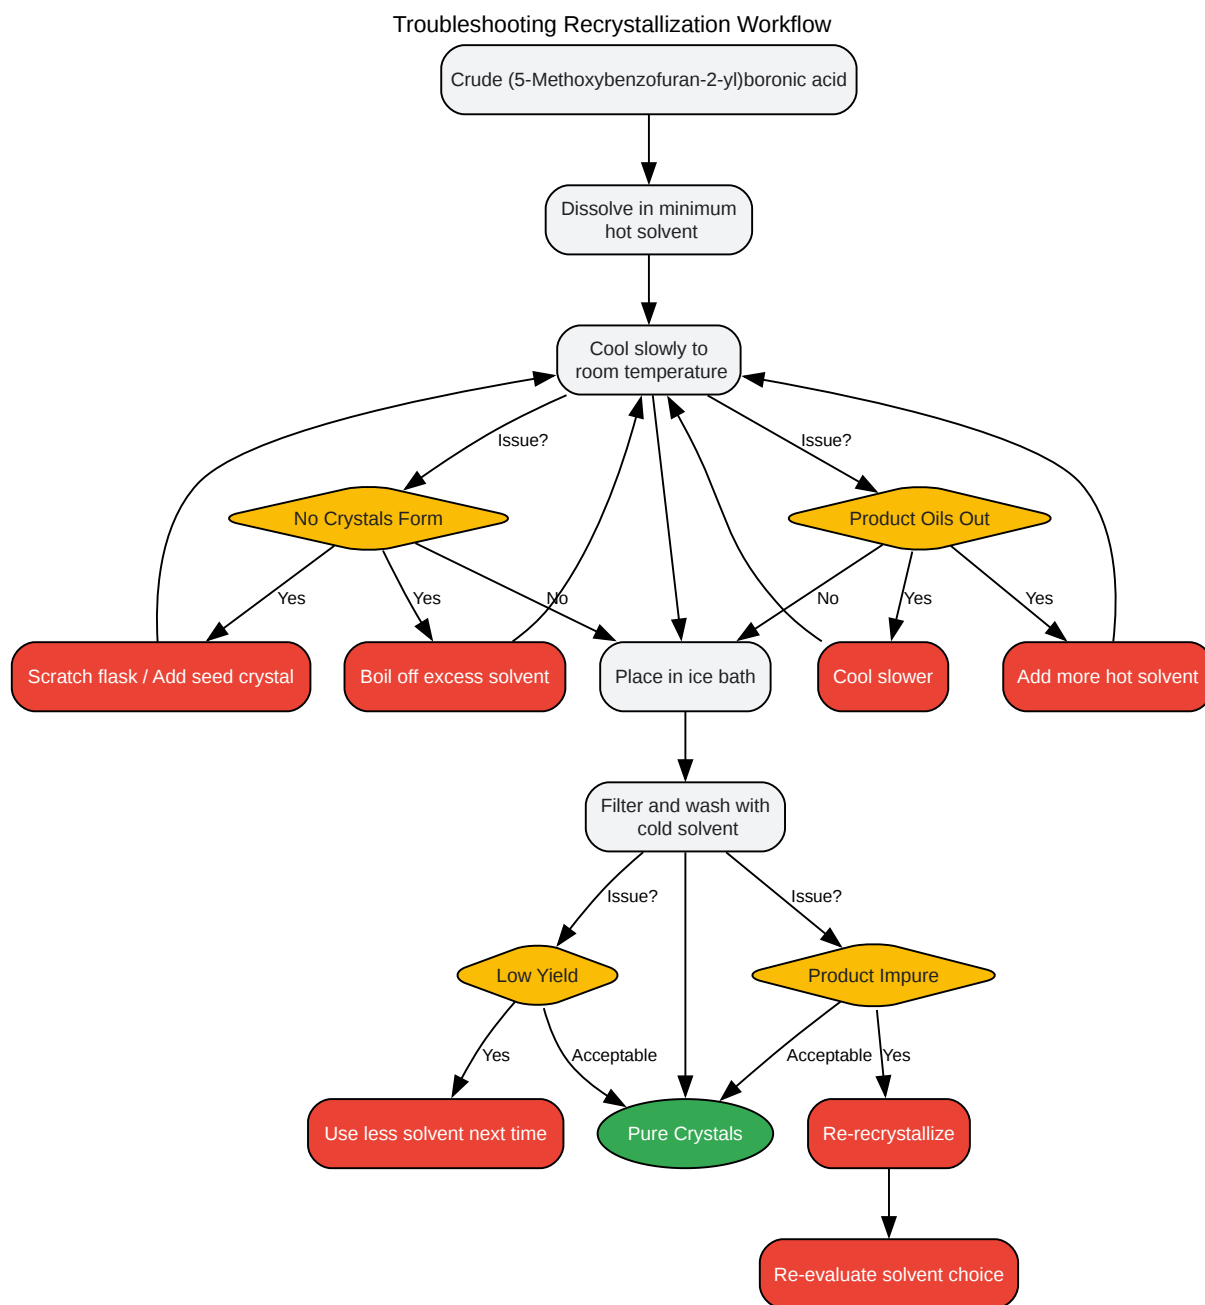 Troubleshooting Recrystallization Workflow
Crude (5-Methoxybenzofuran-2-yl)boronic acid
Dissolve in minimum
hot solvent
Cool slowly to
room temperature
Issue?
Issue?
No Crystals Form
Product Oils Out
Yes
Yes
No
No
Yes
Yes
Scratch flask / Add seed crystal
Boil off excess solvent
Place in ice bath
Cool slower
Add more hot solvent
Filter and wash with
cold solvent
Issue?
Issue?
Low Yield
Product Impure
Yes
Acceptable
Acceptable
Yes
Use less solvent next time
Pure Crystals
Re-recrystallize
Re-evaluate solvent choice